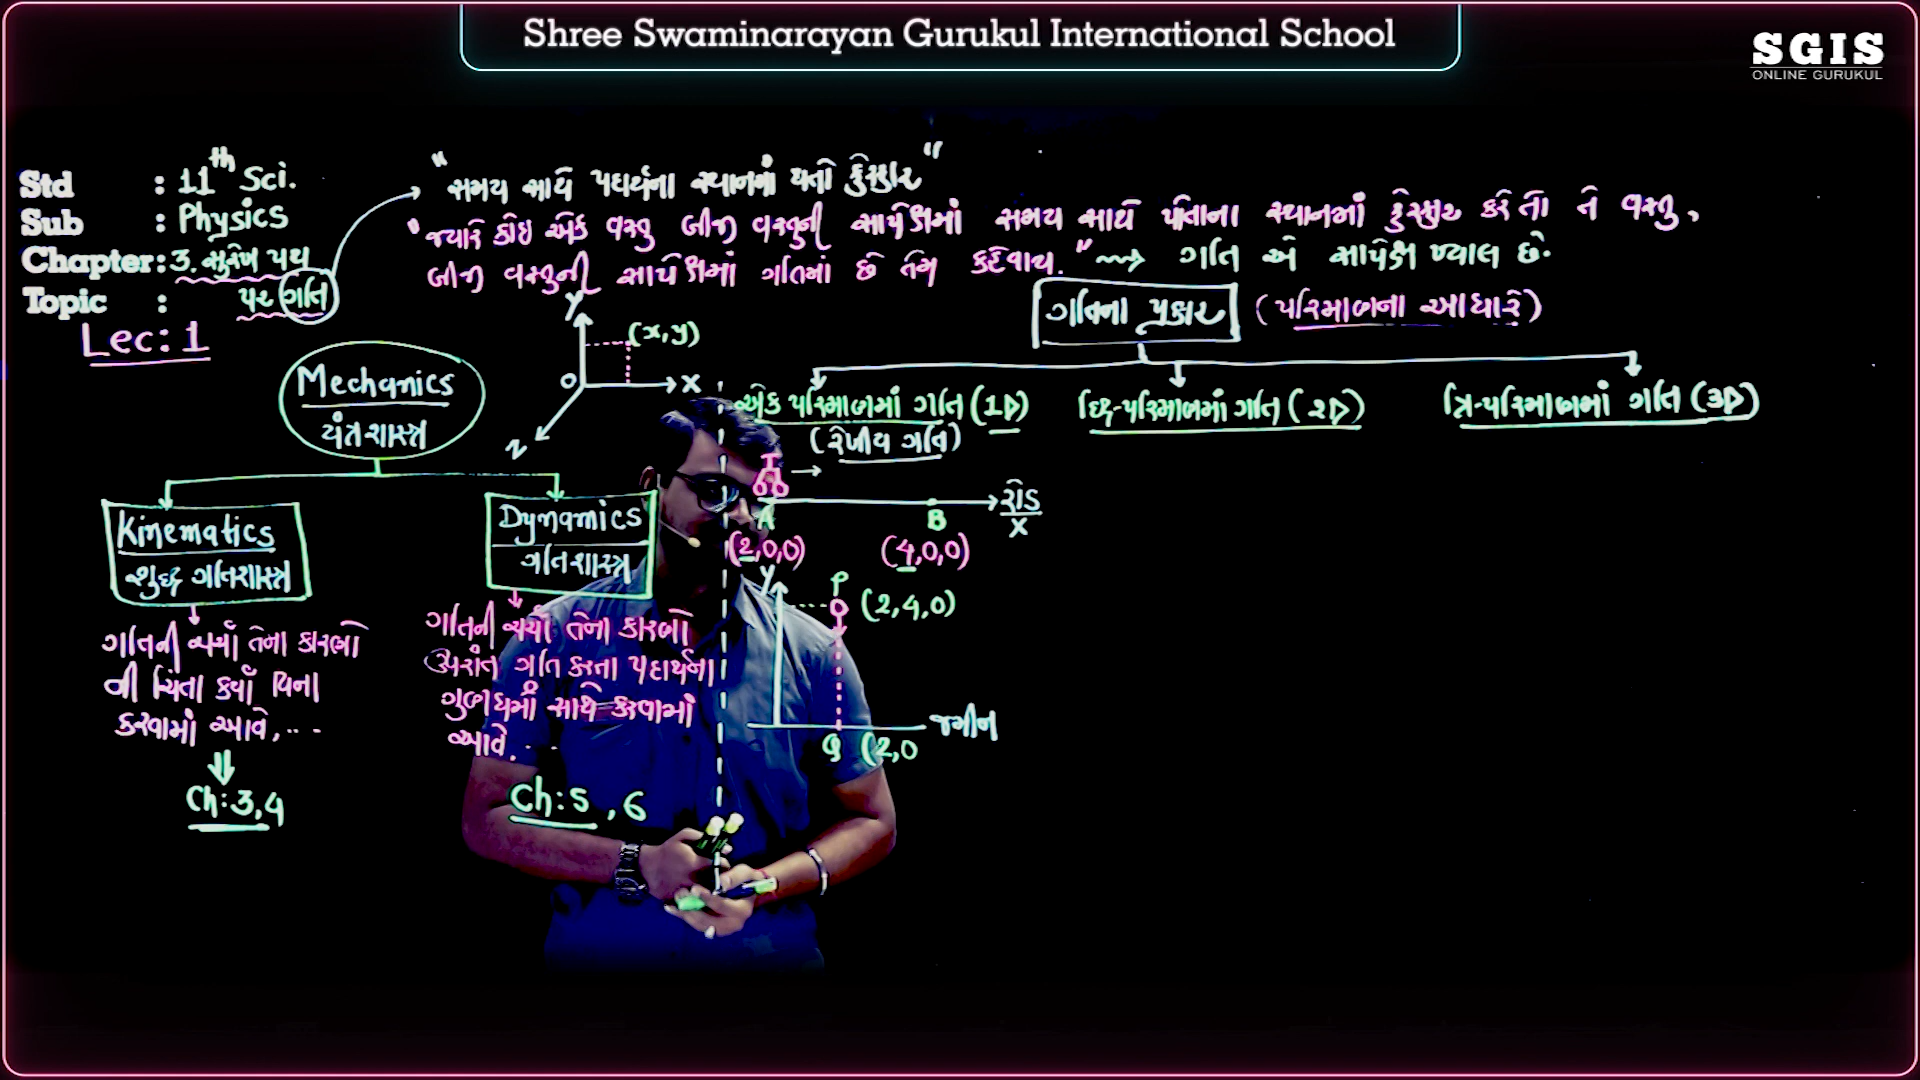 Shree Swaminarayan Gurukul International School
SGIS
ONLINE GURUKUL
Std : 11th Sci.
Sub : Physics
Chapter : 3. સુરેખ પથ
Topic : પર ગતિ
Lec: 1
" સમય સાથે પદાર્થના સ્થાનમાં થતો ફેરફાર "
" જ્યારે કોઈ એક વસ્તુ બીજી વસ્તુની સાપેક્ષમાં સમય સાથે પોતાના સ્થાનમાં ફેરફાર કરે તો તે વસ્તુ,
બીજી વસ્તુની સાપેક્ષમાં ગતિમાં છે તેમ કહેવાય. " ગતિ એ સાપેક્ષ ખ્યાલ છે.
Y
(x,y)
O
X
Z
ગતિના પ્રકાર (પરિમાણના આધારે)
એક પરિમાણમાં ગતિ (1D)
(રેખીય ગતિ)
દ્વિ-પરિમાણમાં ગતિ (2D)
ત્રિ-પરિમાણમાં ગતિ (3D)
Mechanics
યંત્રશાસ્ત્ર
Kinematics
શુદ્ધ ગતિશાસ્ત્ર
ગતિની ચર્ચા તેના કારણો
ની ચિંતા કર્યા વિના
કરવામાં આવે, ...
Ch: 3,4
Dynamics
ગતિશાસ્ત્ર
ગતિની ચર્ચા તેના કારણો
ઉપરાંત ગતિ કરતા પદાર્થના
ગુણધર્મો સાથે કરવામાં
આવે. ...
Ch: 5, 6
રોડ
X
A
B
(2,0,0)
(4,0,0)
Y
P
(2,4,0)
જમીન
Q (2,0